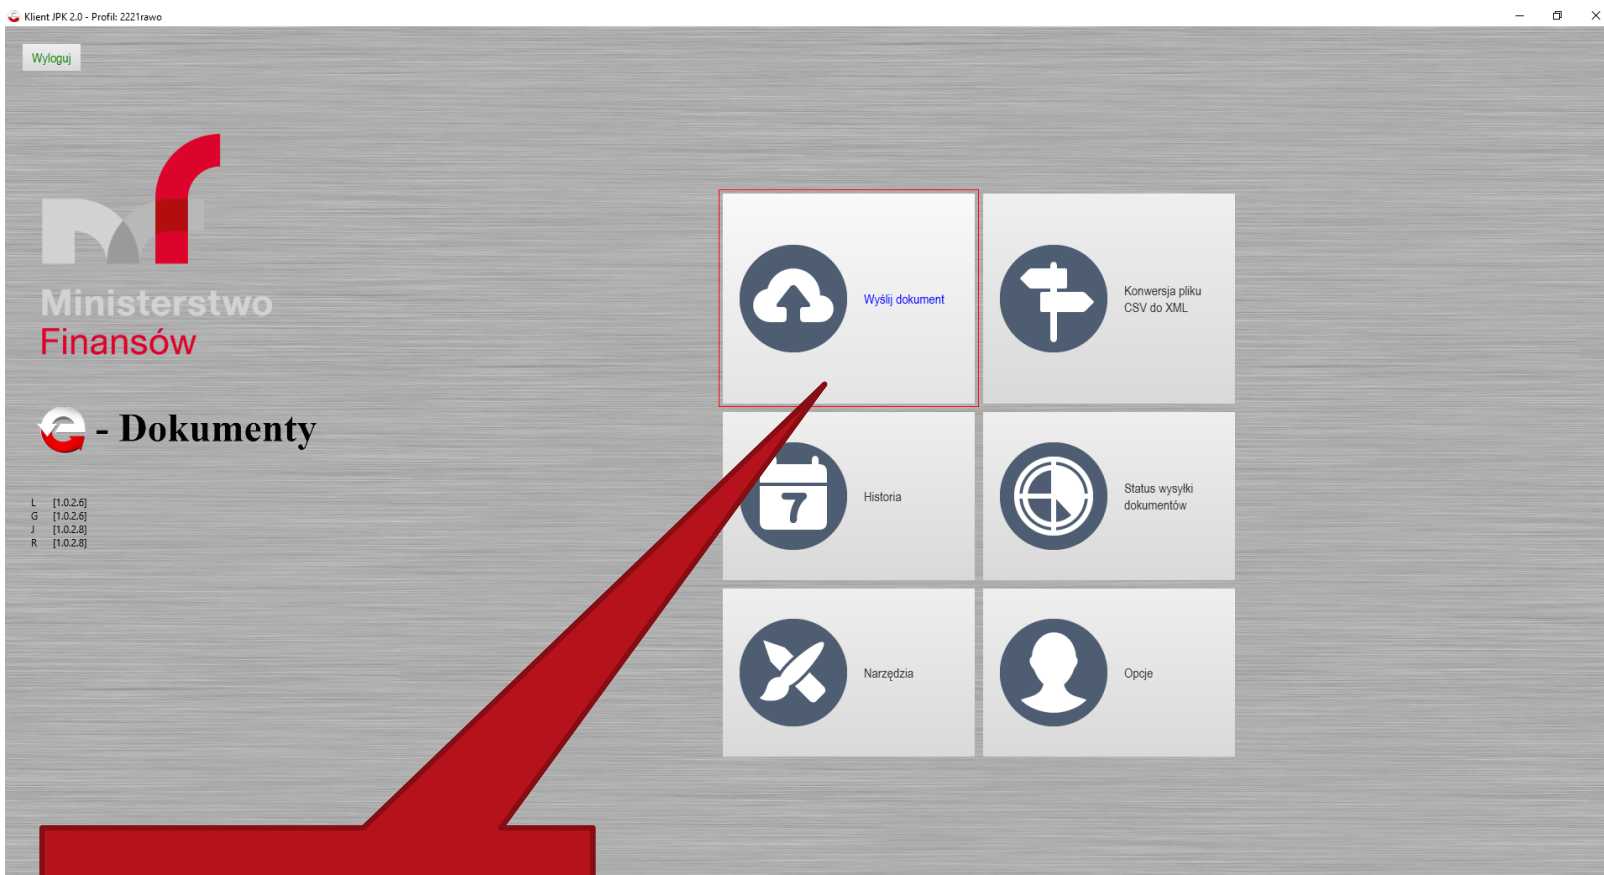 Klient JPK 2.0 - Profil: 2221rawo
Wyloguj
Ministerstwo
Finansów
e - Dokumenty
L [1.0.2.6]
G [1.0.2.6]
J [1.0.2.8]
R [1.0.2.8]
Wyślij dokument
Konwersja pliku
CSV do XML
7
Historia
Status wysyłki
dokumentów
Narzędzia
Opcje